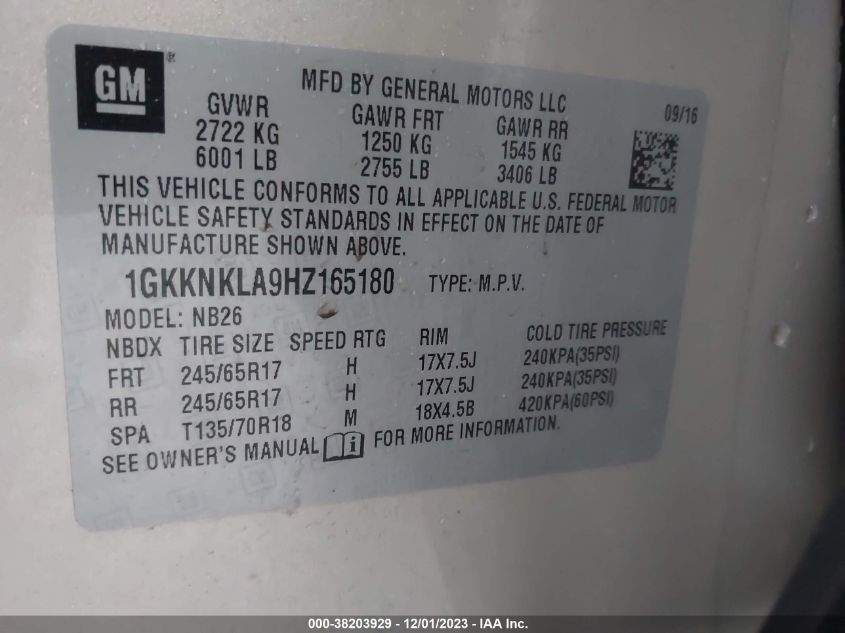 GM
MFD BY GENERAL MOTORS LLC
09/16
GVWR GAWR FRT GAWR RR
2722 KG 1250 KG 1545 KG
6001 LB 2755 LB 3406 LB
THIS VEHICLE CONFORMS TO ALL APPLICABLE U.S. FEDERAL MOTOR
VEHICLE SAFETY STANDARDS IN EFFECT ON THE DATE OF
MANUFACTURE SHOWN ABOVE.
1GKKNKLA9HZ165180 TYPE: M.P.V.
MODEL: NB26
NBDX TIRE SIZE SPEED RTG RIM COLD TIRE PRESSURE
FRT 245/65R17 H 17X7.5J 240KPA(35PSI)
RR 245/65R17 H 17X7.5J 240KPA(35PSI)
SPA T135/70R18 M 18X4.5B 420KPA(60PSI)
SEE OWNER'S MANUAL i FOR MORE INFORMATION.
000-38203929 - 12/01/2023 - IAA Inc.